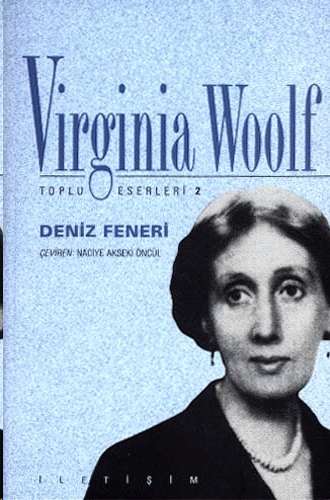 Virginia Woolf
TOPLU ESERLERİ 2
DENİZ FENERİ
ÇEVİREN: NACİYE AKSEKİ ÖNCÜL
İLETİŞİM